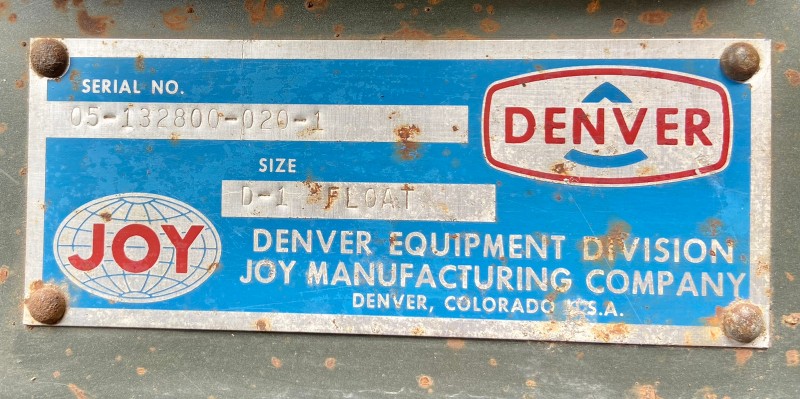 SERIAL NO.
05-132800-020-1
DENVER
SIZE
D-1 FLOAT
JOY
DENVER EQUIPMENT DIVISION
JOY MANUFACTURING COMPANY
DENVER, COLORADO U.S.A.